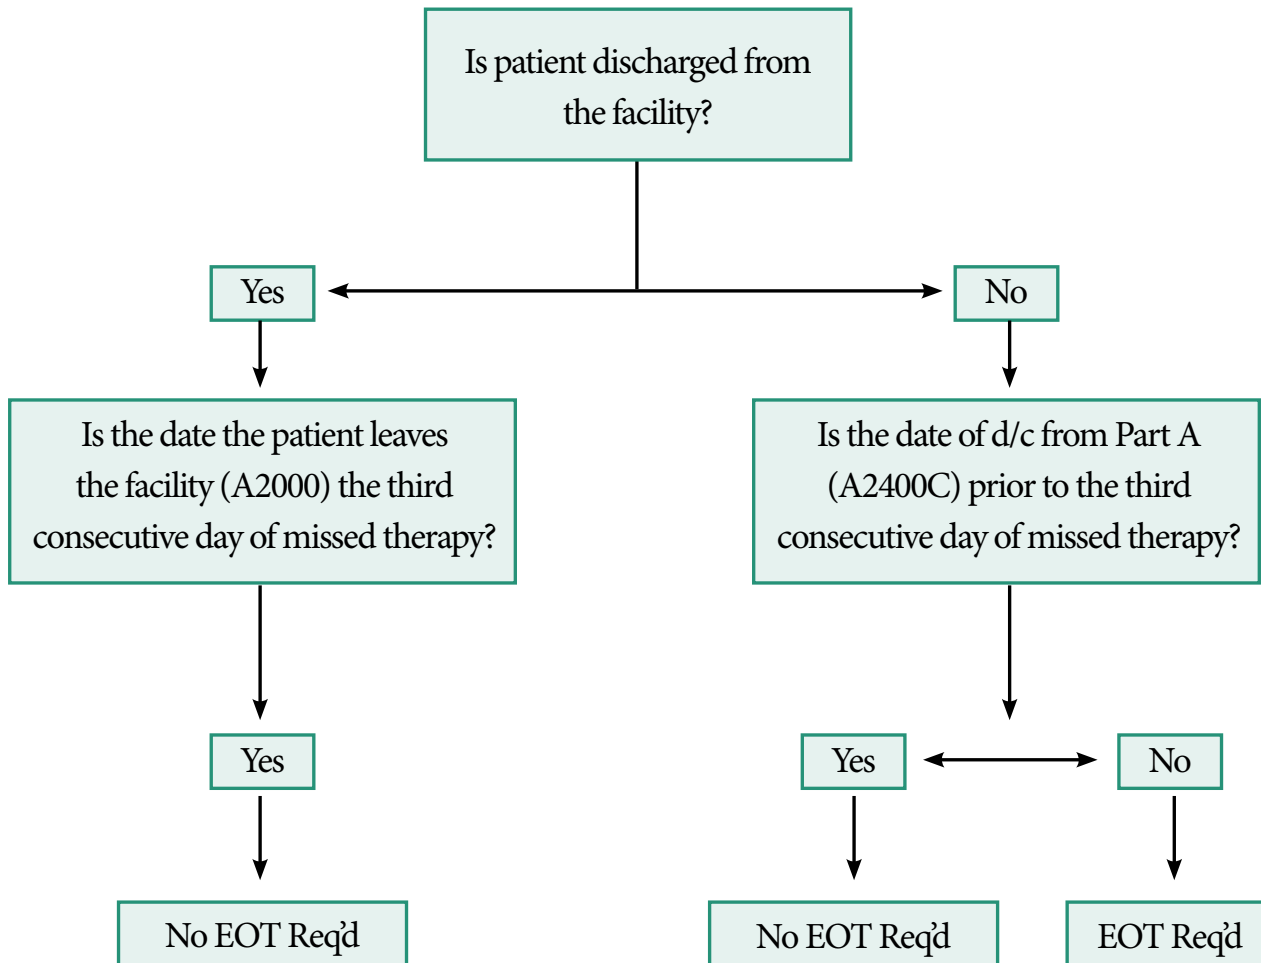 Is patient discharged from
the facility?
Yes
No
Is the date the patient leaves
the facility (A2000) the third
consecutive day of missed therapy?
Is the date of d/c from Part A
(A2400C) prior to the third
consecutive day of missed therapy?
Yes
Yes
No
No EOT Req'd
No EOT Req'd
EOT Req'd